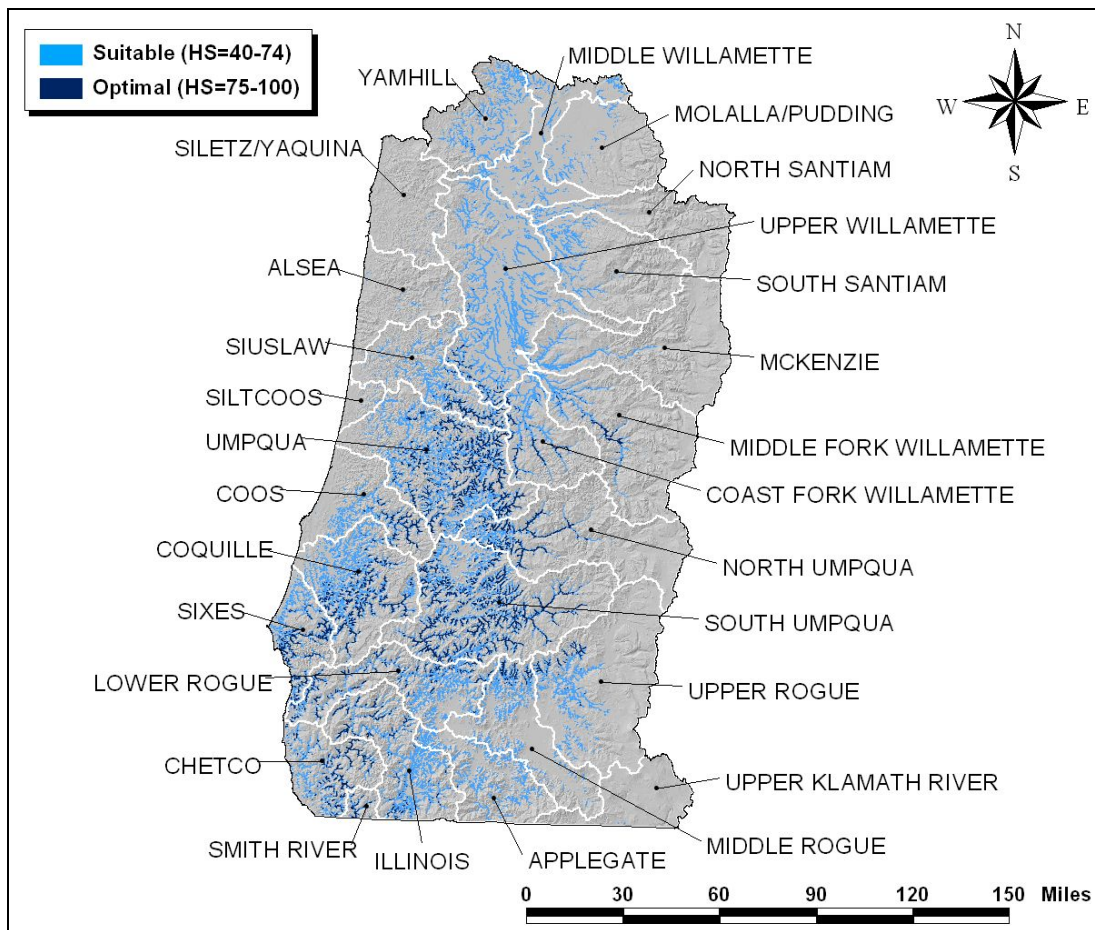 Suitable (HS=40-74)
Optimal (HS=75-100)
N
W
E
S
MIDDLE WILLAMETTE
YAMHILL
MOLALLA/PUDDING
SILETZ/YAQUINA
NORTH SANTIAM
UPPER WILLAMETTE
ALSEA
SOUTH SANTIAM
SIUSLAW
MCKENZIE
SILTCOOS
UMPQUA
MIDDLE FORK WILLAMETTE
COOS
COAST FORK WILLAMETTE
COQUILLE
NORTH UMPQUA
SIXES
SOUTH UMPQUA
LOWER ROGUE
UPPER ROGUE
CHETCO
UPPER KLAMATH RIVER
SMITH RIVER
ILLINOIS
APPLEGATE
MIDDLE ROGUE
0 30 60 90 120 150 Miles